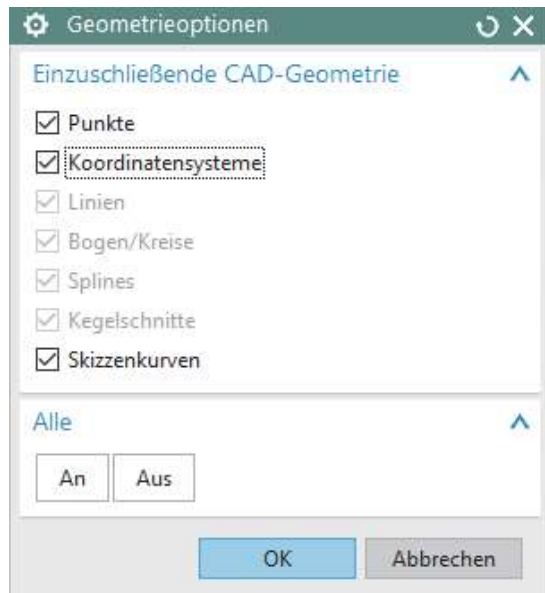 Geometrieoptionen
Einzuschließende CAD-Geometrie
Punkte
Koordinatensysteme
Linien
Bogen/Kreise
Splines
Kegelschnitte
Skizzenkurven
Alle
An Aus
OK Abbrechen